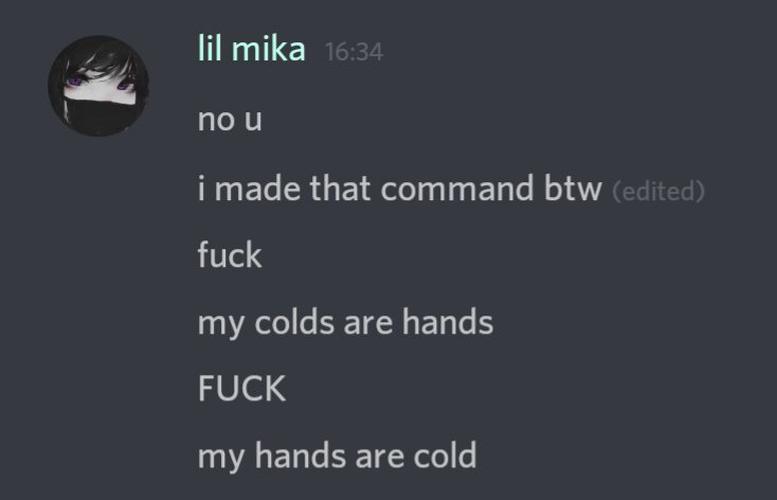 lil mika 16:34
no u
i made that command btw (edited)
fuck
my colds are hands
FUCK
my hands are cold